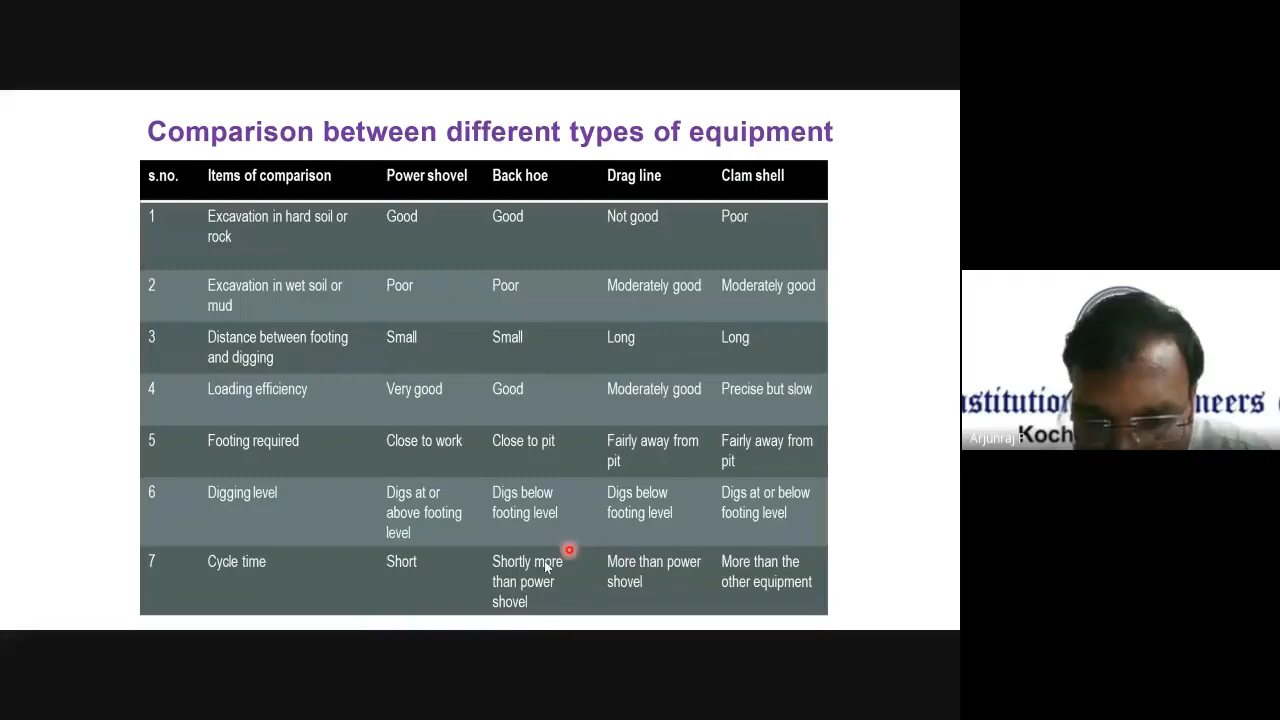 Comparison between different types of equipment
s.no. Items of comparison Power shovel Back hoe Drag line Clam shell
1 Excavation in hard soil or rock Good Good Not good Poor
2 Excavation in wet soil or mud Poor Poor Moderately good Moderately good
3 Distance between footing and digging Small Small Long Long
4 Loading efficiency Very good Good Moderately good Precise but slow
5 Footing required Close to work Close to pit Fairly away from pit Fairly away from pit
6 Digging level Digs at or above footing level Digs below footing level Digs below footing level Digs at or below footing level
7 Cycle time Short Shortly more than power shovel More than power shovel More than the other equipment
Arjunraj